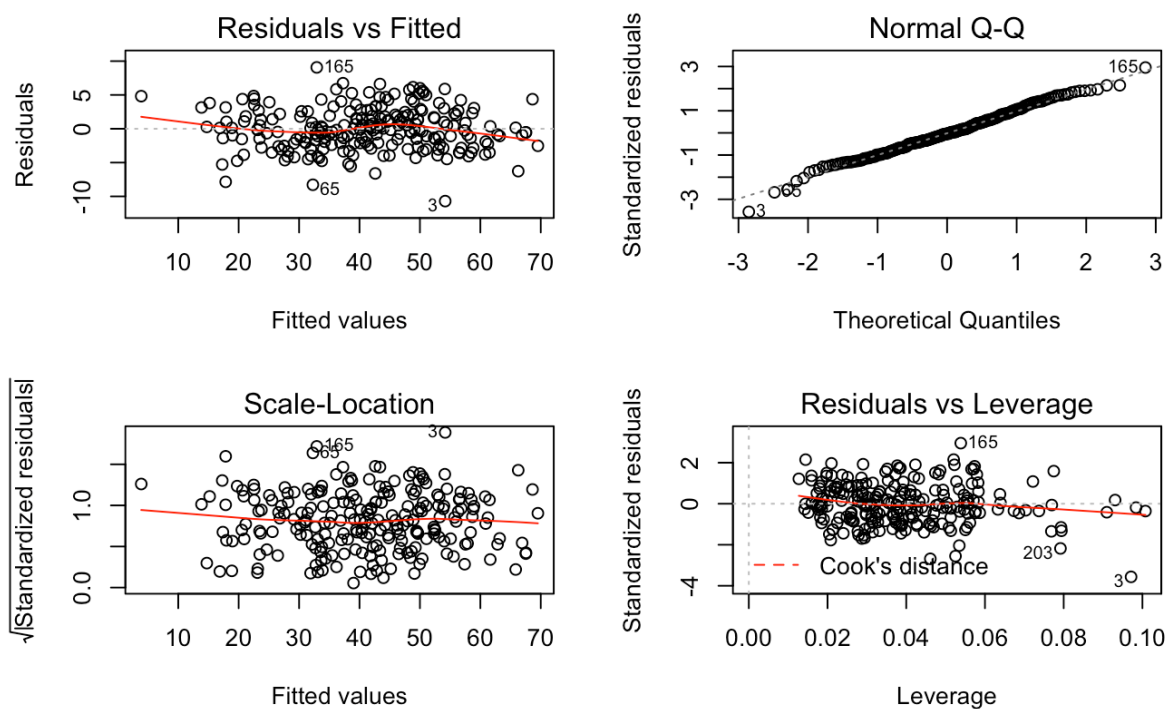 Residuals vs Fitted
Residuals
5
0
-10
165
65
3
10 20 30 40 50 60 70
Fitted values
Normal Q-Q
Standardized residuals
3
1
-1
-3
165
3
-3 -2 -1 0 1 2 3
Theoretical Quantiles
Scale-Location
√|Standardized residuals|
1.0
0.0
165
65
3
10 20 30 40 50 60 70
Fitted values
Residuals vs Leverage
Standardized residuals
2
0
-4
165
203
3
Cook's distance
0.00 0.02 0.04 0.06 0.08 0.10
Leverage